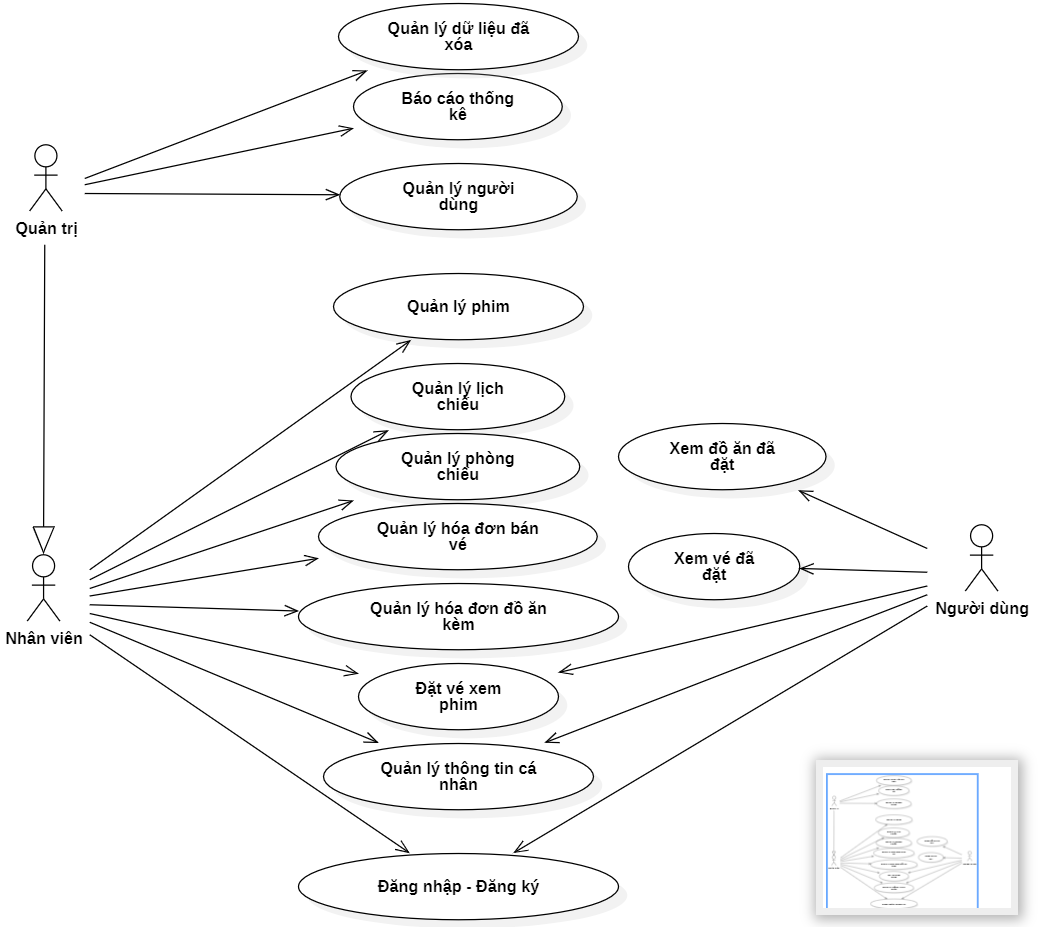 Quản lý dữ liệu đã
xóa
Báo cáo thống
kê
Quản lý người
dùng
Quản trị
Quản lý phim
Quản lý lịch
chiếu
Quản lý phòng
chiếu
Quản lý hóa đơn bán
vé
Quản lý hóa đơn đồ ăn
kèm
Xem đồ ăn đã
đặt
Xem vé đã
đặt
Người dùng
Nhân viên
Đặt vé xem
phim
Quản lý thông tin cá
nhân
Đăng nhập - Đăng ký